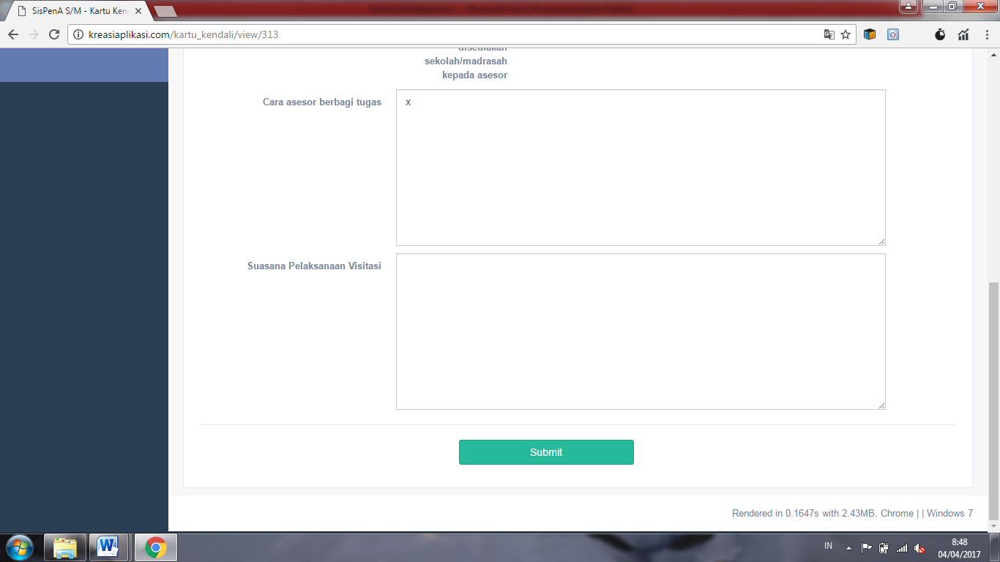 SisPenA S/M - Kartu Ken
kreasiaplikasi.com/kartu_kendali/view/313
disediakan
sekolah/madrasah
kepada asesor
Cara asesor berbagi tugas
x
Suasana Pelaksanaan Visitasi
Submit
Rendered in 0.1647s with 2.43MB. Chrome | | Windows 7
IN
8:48
04/04/2017